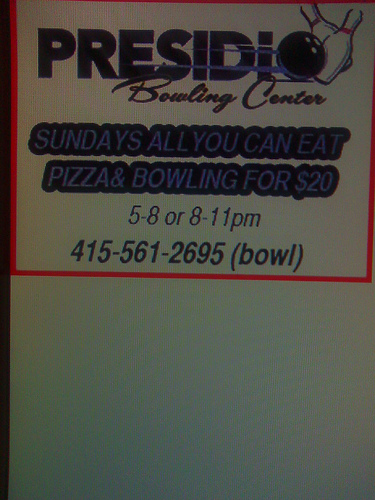 PRESIDIO
Bowling Center
SUNDAYS ALL YOU CAN EAT
PIZZA & BOWLING FOR $20
5-8 or 8-11pm
415-561-2695 (bowl)